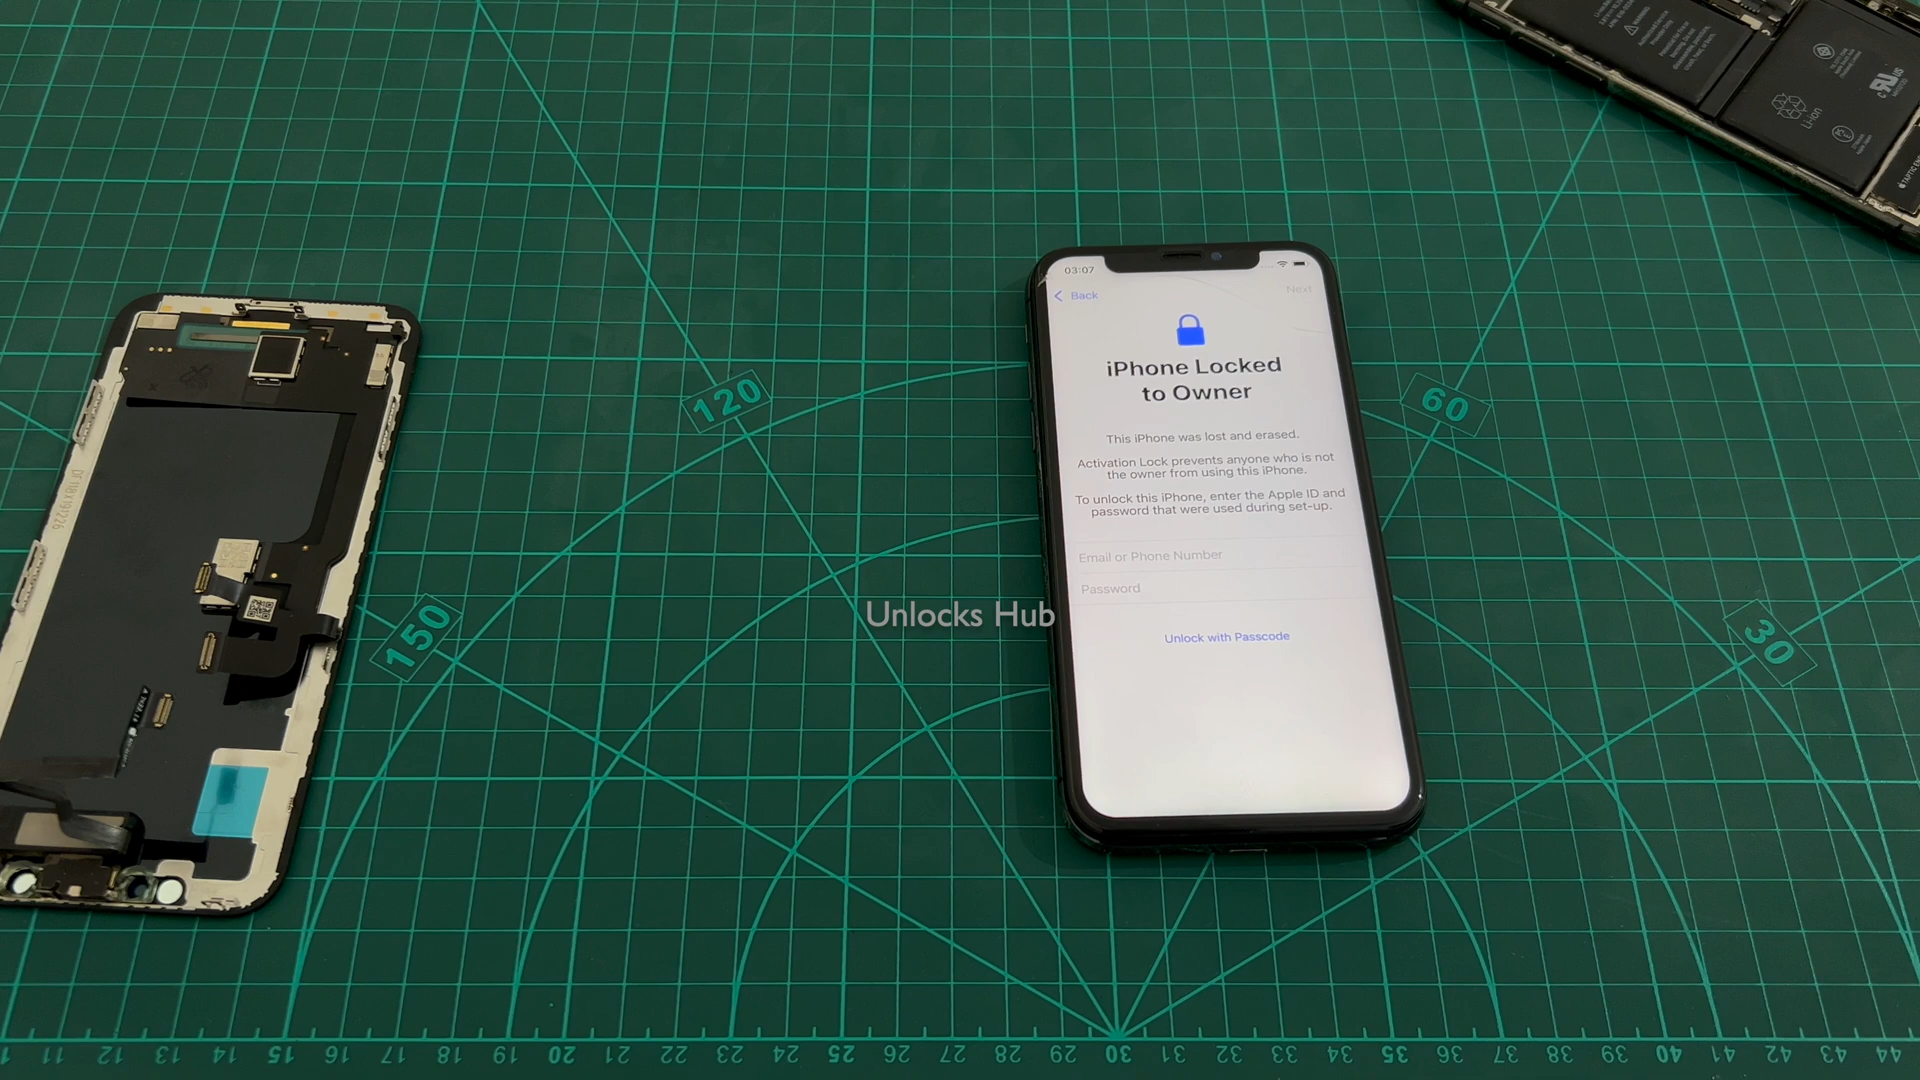 03:07
Back
Next
iPhone Locked
to Owner
This iPhone was lost and erased.
Activation Lock prevents anyone who is not
the owner from using this iPhone.
To unlock this iPhone, enter the Apple ID and
password that were used during set-up.
Email or Phone Number
Password
Unlock with Passcode
Unlocks Hub
120
60
150
30
Li-ion
11 12 13 14 15 16 17 18 19 20 21 22 23 24 25 26 27 28 29 30 31 32 33 34 35 36 37 38 39 40 41 42 43 44